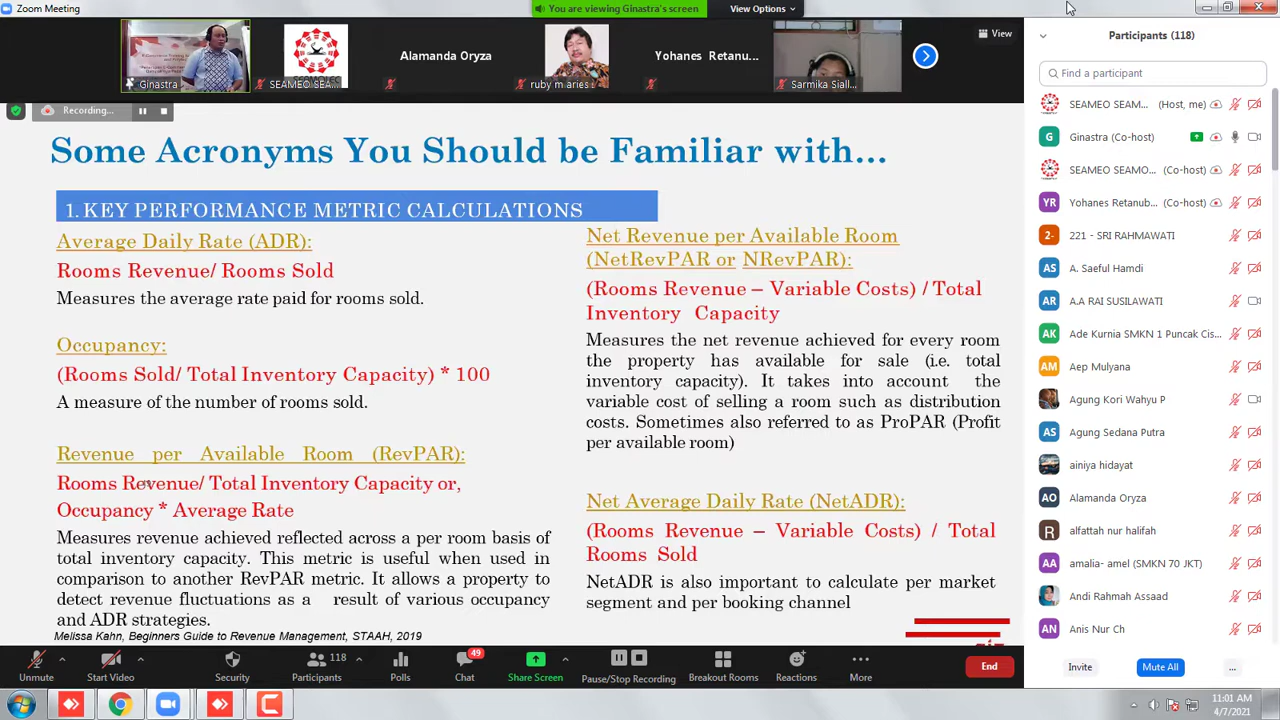 Zoom Meeting
You are viewing Ginastra's screen
View Options
Ginastra
SEAMEO SEA...
Alamanda Oryza
ruby m aries
Yohanes Retanu...
Sarmika Siall...
View
Recording...
Some Acronyms You Should be Familiar with...
1. KEY PERFORMANCE METRIC CALCULATIONS
Average Daily Rate (ADR):
Rooms Revenue/ Rooms Sold
Measures the average rate paid for rooms sold.
Occupancy:
(Rooms Sold/ Total Inventory Capacity) * 100
A measure of the number of rooms sold.
Revenue per Available Room (RevPAR):
Rooms Revenue/ Total Inventory Capacity or,
Occupancy * Average Rate
Measures revenue achieved reflected across a per room basis of
total inventory capacity. This metric is useful when used in
comparison to another RevPAR metric. It allows a property to
detect revenue fluctuations as a result of various occupancy
and ADR strategies.
Melissa Kahn, Beginners Guide to Revenue Management, STAAH, 2019
Net Revenue per Available Room
(NetRevPAR or NRevPAR):
(Rooms Revenue – Variable Costs) / Total
Inventory Capacity
Measures the net revenue achieved for every room
the property has available for sale (i.e. total
inventory capacity). It takes into account the
variable cost of selling a room such as distribution
costs. Sometimes also referred to as ProPAR (Profit
per available room)
Net Average Daily Rate (NetADR):
(Rooms Revenue – Variable Costs) / Total
Rooms Sold
NetADR is also important to calculate per market
segment and per booking channel
Participants (118)
Find a participant
SEAMEO SEAM... (Host, me)
G Ginastra (Co-host)
SEAMEO SEAMO... (Co-host)
YR Yohanes Retanub... (Co-host)
2- 221 - SRI RAHMAWATI
AS A. Saeful Hamdi
AR A.A RAI SUSILAWATI
AK Ade Kurnia SMKN 1 Puncak Cis...
AM Aep Mulyana
Agung Kori Wahyu P
AS Agung Sedana Putra
ainiya hidayat
AO Alamanda Oryza
R alfattah nur halifah
AA amalia- amel (SMKN 70 JKT)
Andi Rahmah Assaad
AN Anis Nur Ch
Invite
Mute All
...
Unmute
Start Video
Security
118
Participants
Polls
49
Chat
Share Screen
Pause/Stop Recording
Breakout Rooms
Reactions
More
End
11:01 AM
4/7/2021